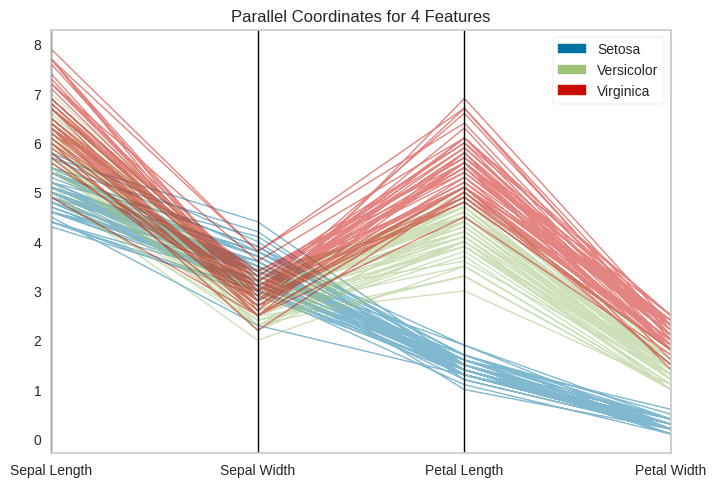 Parallel Coordinates for 4 Features
Setosa
Versicolor
Virginica
8
7
6
5
4
3
2
1
0
Sepal Length
Sepal Width
Petal Length
Petal Width